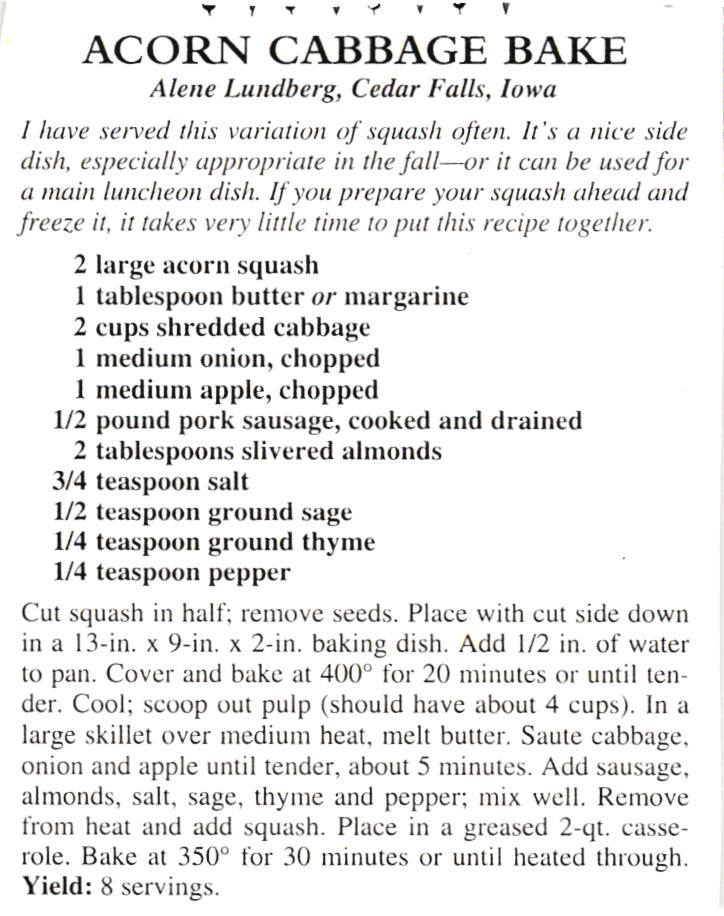 ACORN CABBAGE BAKE
Alene Lundberg, Cedar Falls, Iowa
I have served this variation of squash often. It's a nice side
dish, especially appropriate in the fall—or it can be used for
a main luncheon dish. If you prepare your squash ahead and
freeze it, it takes very little time to put this recipe together.
2 large acorn squash
1 tablespoon butter or margarine
2 cups shredded cabbage
1 medium onion, chopped
1 medium apple, chopped
1/2 pound pork sausage, cooked and drained
2 tablespoons slivered almonds
3/4 teaspoon salt
1/2 teaspoon ground sage
1/4 teaspoon ground thyme
1/4 teaspoon pepper
Cut squash in half; remove seeds. Place with cut side down
in a 13-in. x 9-in. x 2-in. baking dish. Add 1/2 in. of water
to pan. Cover and bake at 400° for 20 minutes or until ten-
der. Cool; scoop out pulp (should have about 4 cups). In a
large skillet over medium heat, melt butter. Saute cabbage,
onion and apple until tender, about 5 minutes. Add sausage,
almonds, salt, sage, thyme and pepper; mix well. Remove
from heat and add squash. Place in a greased 2-qt. casse-
role. Bake at 350° for 30 minutes or until heated through.
Yield: 8 servings.